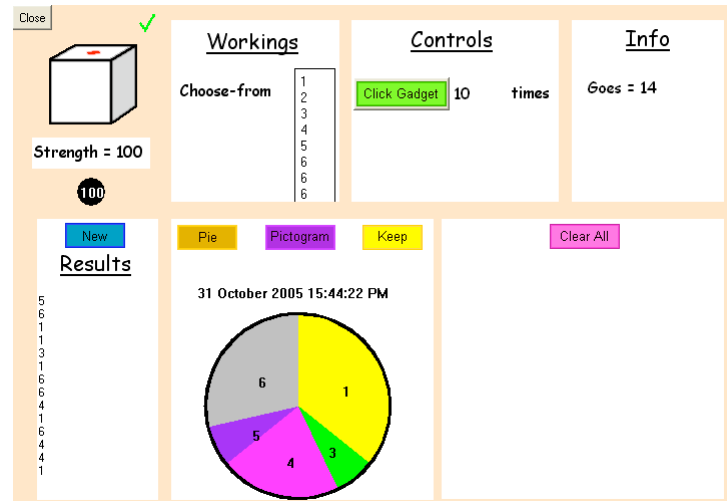 Close
Strength = 100
100
Workings
Choose-from
1
2
3
4
5
6
6
6
Controls
Click Gadget 10 times
Info
Goes = 14
New
Results
5
6
1
1
3
1
6
6
4
1
6
4
4
1
Pie Pictogram Keep
31 October 2005 15:44:22 PM
6
1
5
3
4
Clear All